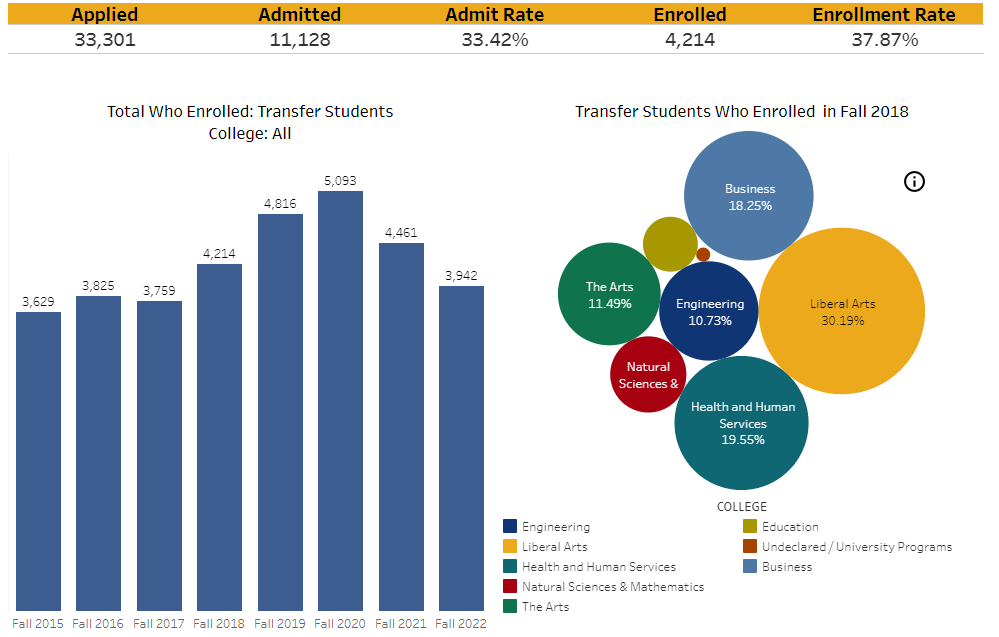 Applied Admitted Admit Rate Enrolled Enrollment Rate
33,301 11,128 33.42% 4,214 37.87%
Total Who Enrolled: Transfer Students
College: All
3,629
3,825
3,759
4,214
4,816
5,093
4,461
3,942
Fall 2015 Fall 2016 Fall 2017 Fall 2018 Fall 2019 Fall 2020 Fall 2021 Fall 2022
Transfer Students Who Enrolled in Fall 2018
i
Business
18.25%
The Arts
11.49%
Engineering
10.73%
Liberal Arts
30.19%
Natural
Sciences &
Health and Human
Services
19.55%
COLLEGE
Engineering
Liberal Arts
Health and Human Services
Natural Sciences & Mathematics
The Arts
Education
Undeclared / University Programs
Business